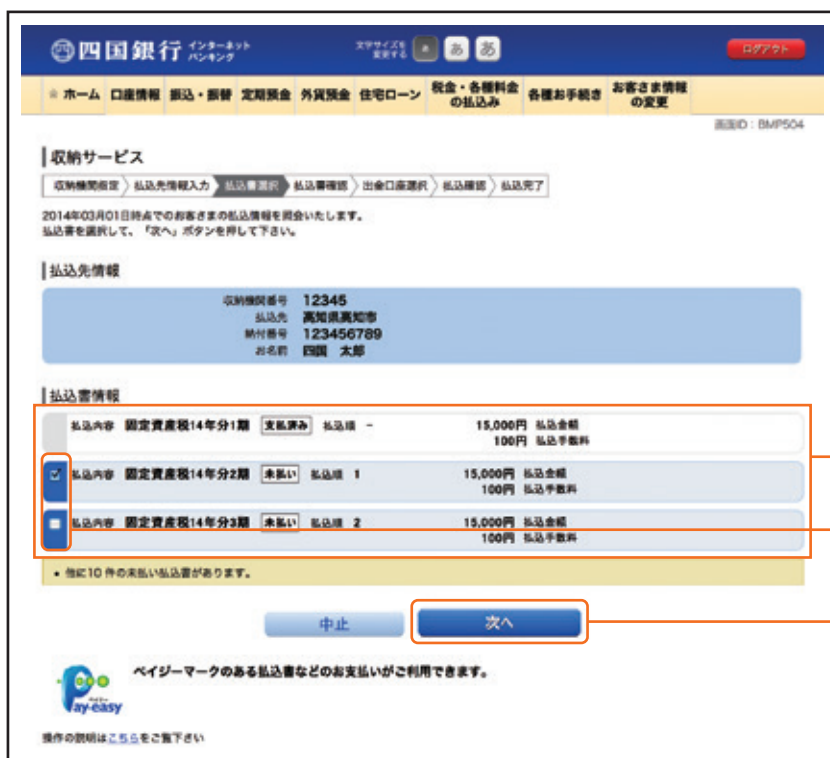 四国銀行 インターネットバンキング 文字サイズを変更する あ あ ログアウト
ホーム 口座情報 振込・振替 定期預金 外貨預金 住宅ローン 税金・各種料金の払込み 各種お手続き お客さま情報の変更
画面ID：BMP504
収納サービス
収納機関指定 払込先情報入力 払込書選択 払込書確認 出金口座選択 払込確認 払込完了
2014年03月01日時点でのお客さまの払込情報を照会いたします。
払込書を選択して、「次へ」ボタンを押して下さい。
払込先情報
収納機関番号 12345
払込先 高知県高知市
納付番号 123456789
お名前 四国 太郎
払込書情報
払込内容 固定資産税14年分1期 支払済み 払込順 - 15,000円 払込金額
100円 払込手数料
払込内容 固定資産税14年分2期 未払い 払込順 1 15,000円 払込金額
100円 払込手数料
払込内容 固定資産税14年分3期 未払い 払込順 2 15,000円 払込金額
100円 払込手数料
• 他に10 件の未払い払込書があります。
中止 次へ
ペイジーマークのある払込書などのお支払いがご利用できます。
ペイジー
Pay-easy
操作の説明はこちらをご覧下さい